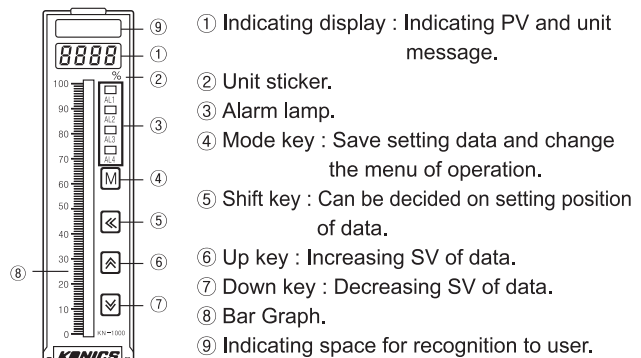 ⑨
8888
①
% ②
100
90
80
70
60
50
40
30
20
10
0
AL1
AL2
AL3
AL4
③
M ④
⑤
⑥
⑦
⑧
KN-1000
KONICS
① Indicating display : Indicating PV and unit
message.
② Unit sticker.
③ Alarm lamp.
④ Mode key : Save setting data and change
the menu of operation.
⑤ Shift key : Can be decided on setting position
of data.
⑥ Up key : Increasing SV of data.
⑦ Down key : Decreasing SV of data.
⑧ Bar Graph.
⑨ Indicating space for recognition to user.